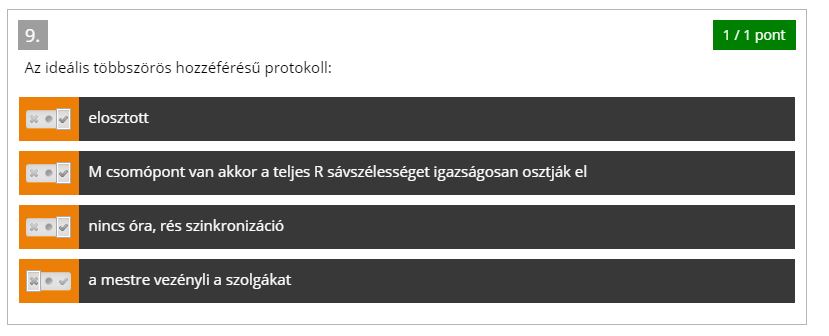 9.
1 / 1 pont
Az ideális többszörös hozzéférésű protokoll:
elosztott
M csomópont van akkor a teljes R sávszélességet igazságosan osztják el
nincs óra, rés szinkronizáció
a mestre vezényli a szolgákat